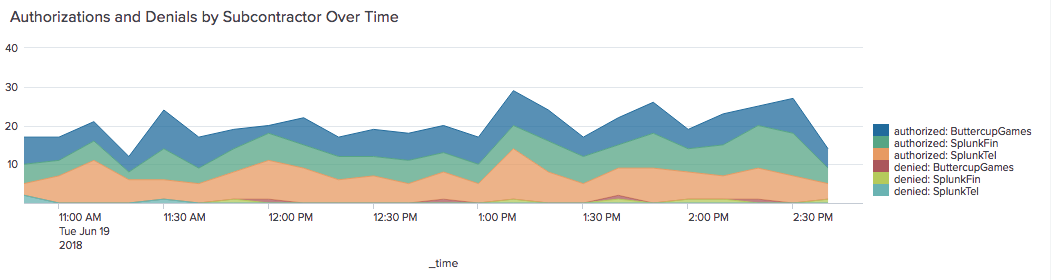 Authorizations and Denials by Subcontractor Over Time
40
30
20
10
authorized: ButtercupGames
authorized: SplunkFin
authorized: SplunkTel
denied: ButtercupGames
denied: SplunkFin
denied: SplunkTel
11:00 AM 11:30 AM 12:00 PM 12:30 PM 1:00 PM 1:30 PM 2:00 PM 2:30 PM
Tue Jun 19
2018
_time